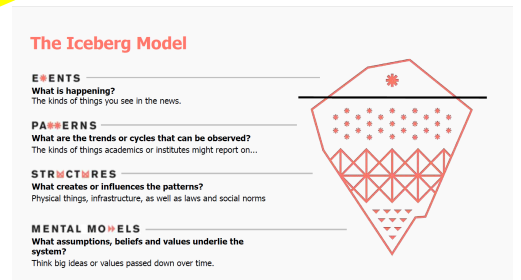 The Iceberg Model
E✱ENTS
What is happening?
The kinds of things you see in the news.
PA✱✱ERNS
What are the trends or cycles that can be observed?
The kinds of things academics or institutes might report on...
STRUCTURES
What creates or influences the patterns?
Physical things, infrastructure, as well as laws and social norms
MENTAL MODELS
What assumptions, beliefs and values underlie the
system?
Think big ideas or values passed down over time.